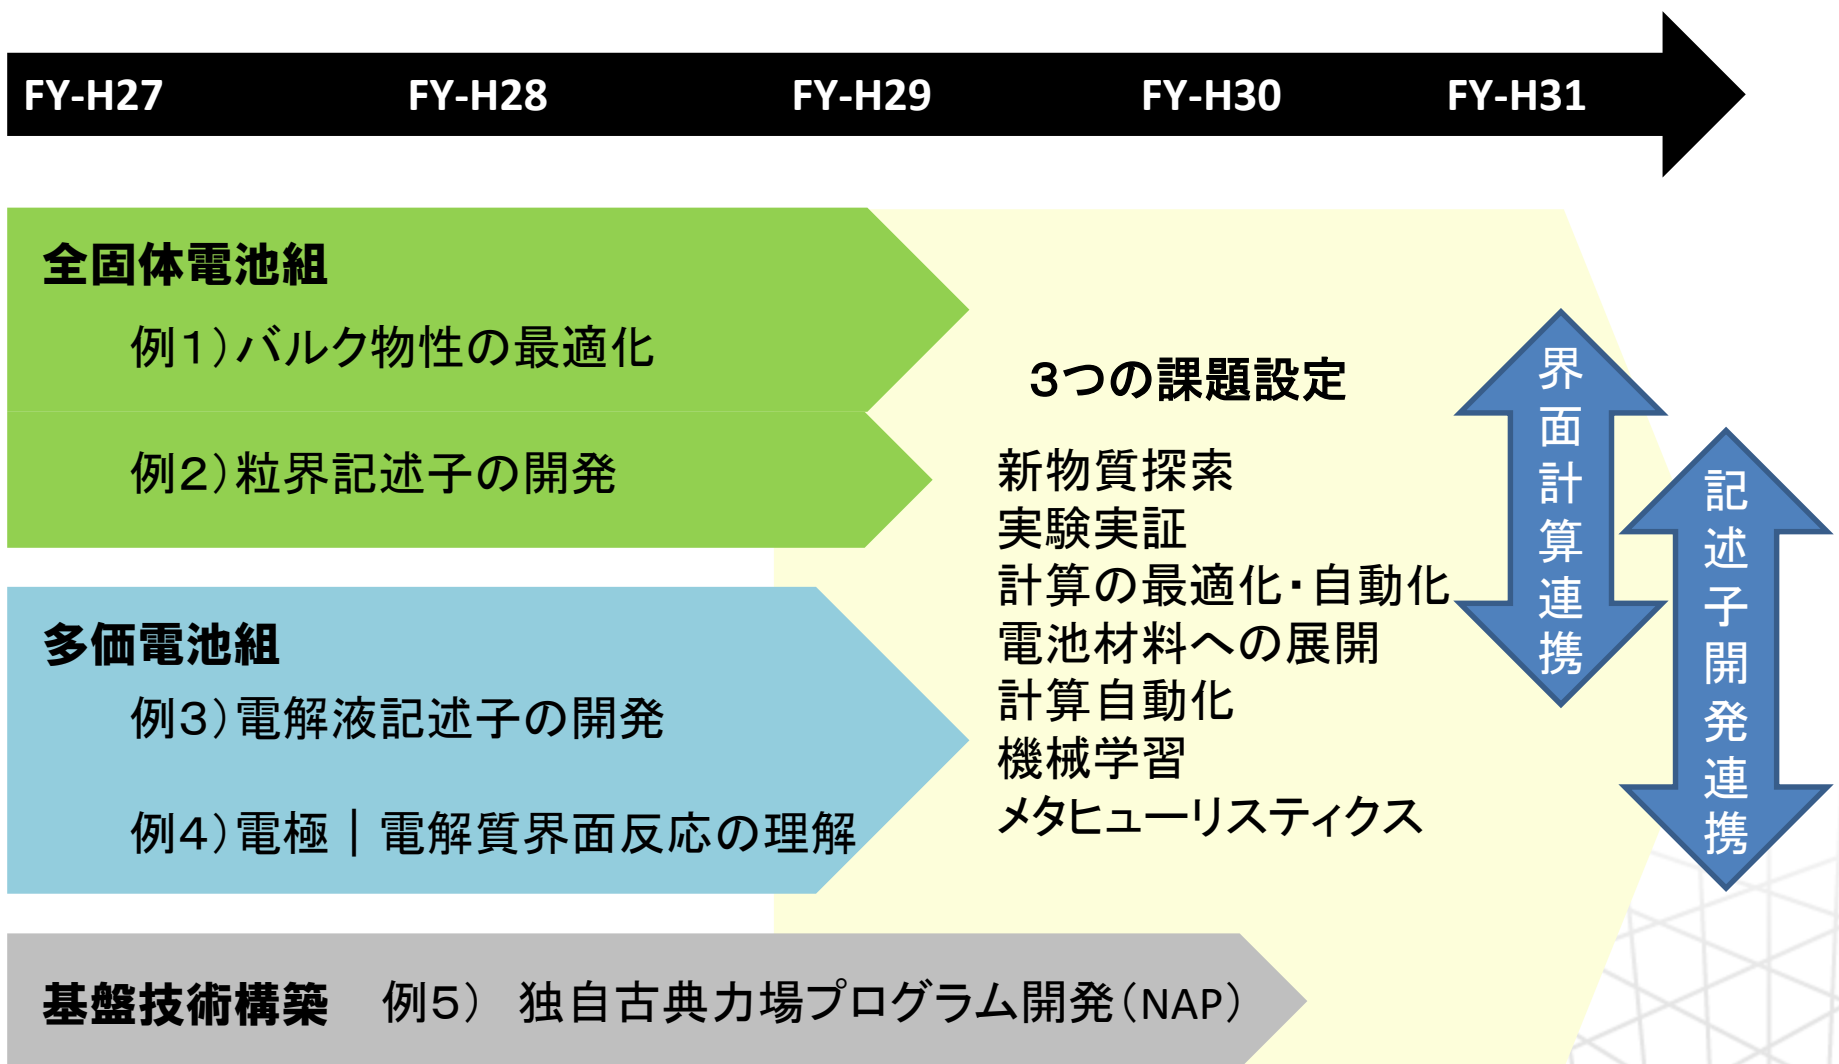 FY-H27 FY-H28 FY-H29 FY-H30 FY-H31
全固体電池組
例1）バルク物性の最適化
例2）粒界記述子の開発
多価電池組
例3）電解液記述子の開発
例4）電極｜電解質界面反応の理解
基盤技術構築 例5） 独自古典力場プログラム開発（NAP）
3つの課題設定
新物質探索
実験実証
計算の最適化・自動化
電池材料への展開
計算自動化
機械学習
メタヒューリスティクス
界面計算連携
記述子開発連携